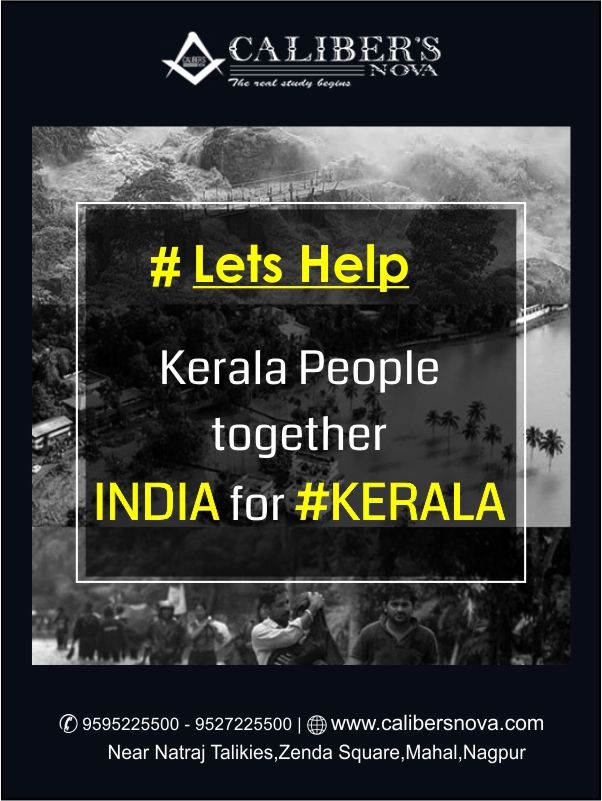 CALIBER'S
CALIBER'S
NOVA
The real study begins
# Lets Help
Kerala People
together
INDIA for #KERALA
9595225500 - 9527225500 | www.calibersnova.com
Near Natraj Talikies,Zenda Square,Mahal,Nagpur